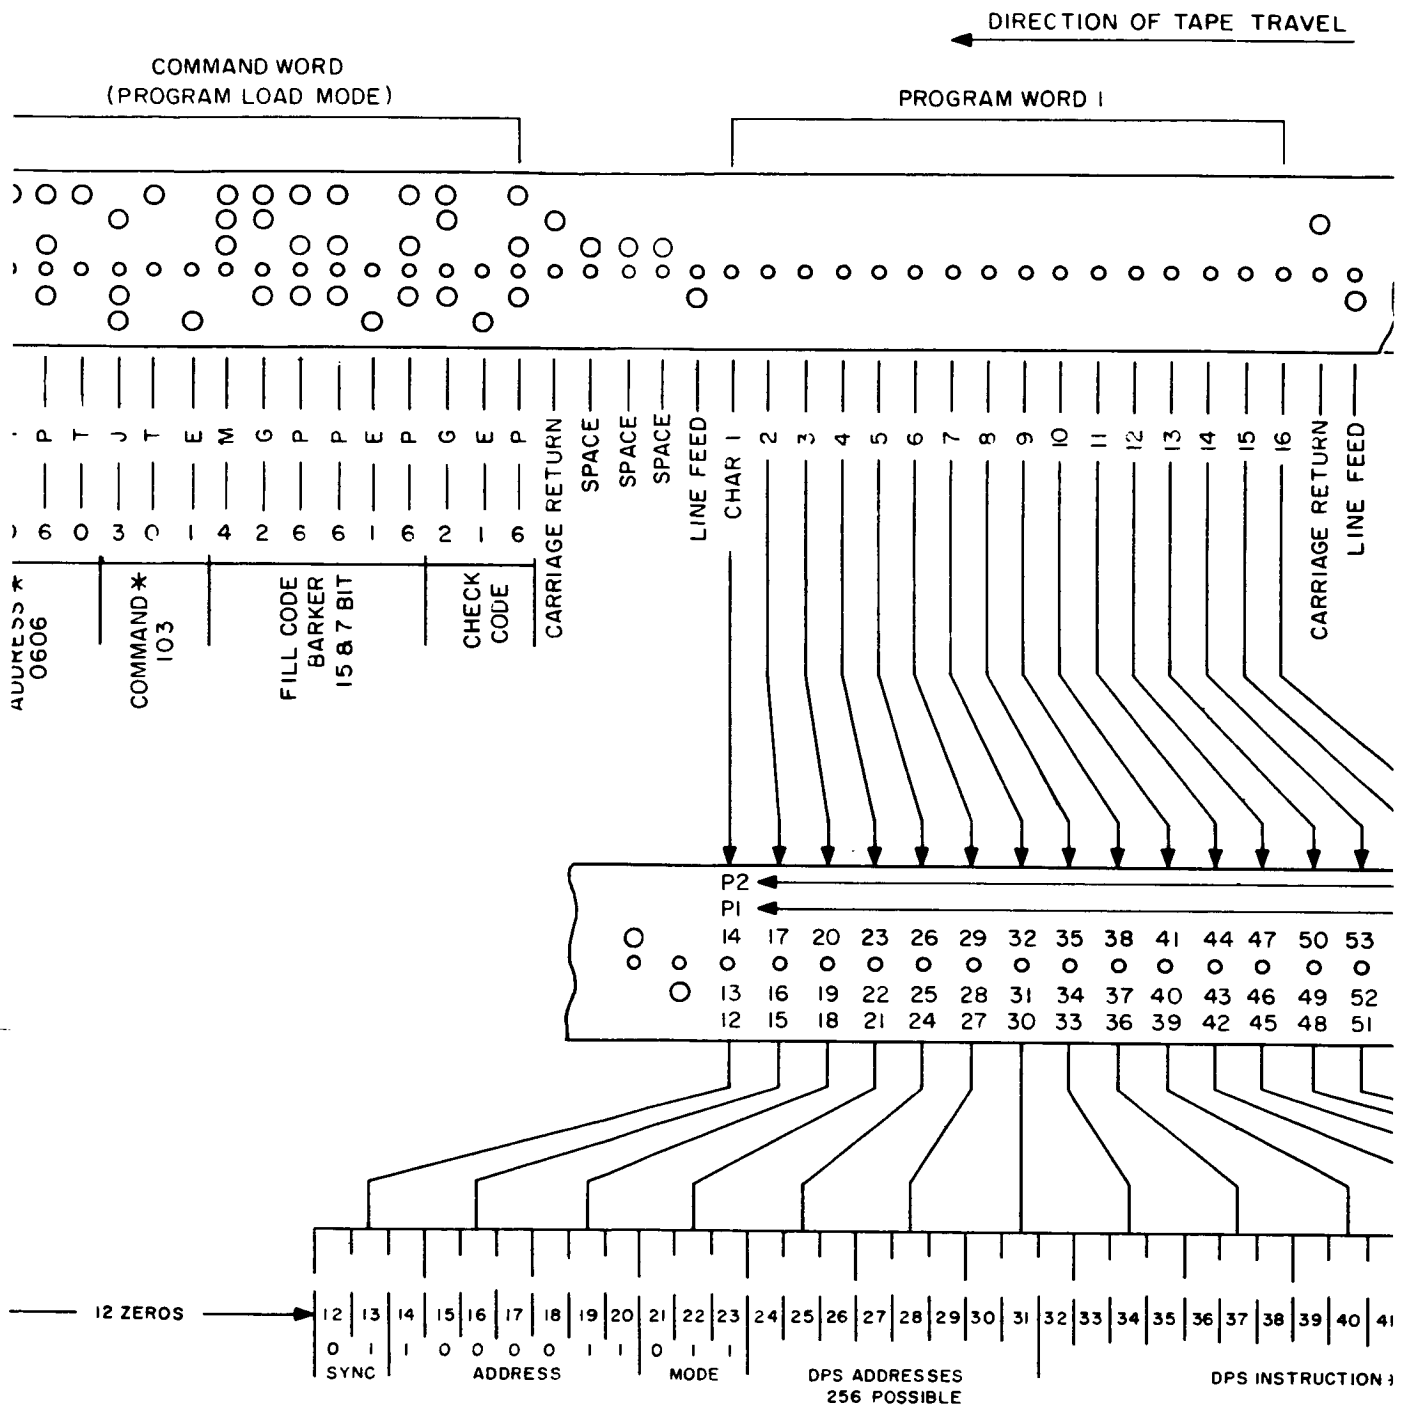 DIRECTION OF TAPE TRAVEL
COMMAND WORD
(PROGRAM LOAD MODE)
PROGRAM WORD 1
P T J T E M G P P E P G E P
CARRIAGE RETURN
SPACE
SPACE
SPACE
LINE FEED
CHAR 1
2 3 4 5 6 7 8 9 10 11 12 13 14 15 16
CARRIAGE RETURN
LINE FEED
6 0 3 0 1 4 2 6 6 1 6 2 1 6
ADDRESS *
0606
COMMAND *
103
FILL CODE
BARKER
15 & 7 BIT
CHECK
CODE
P2
P1
14 17 20 23 26 29 32 35 38 41 44 47 50 53
13 16 19 22 25 28 31 34 37 40 43 46 49 52
12 15 18 21 24 27 30 33 36 39 42 45 48 51
12 ZEROS
12 13 14 15 16 17 18 19 20 21 22 23 24 25 26 27 28 29 30 31 32 33 34 35 36 37 38 39 40 41
0 1 1 0 0 0 0 1 1 0 1 1
SYNC
ADDRESS
MODE
DPS ADDRESSES
256 POSSIBLE
DPS INSTRUCTION *